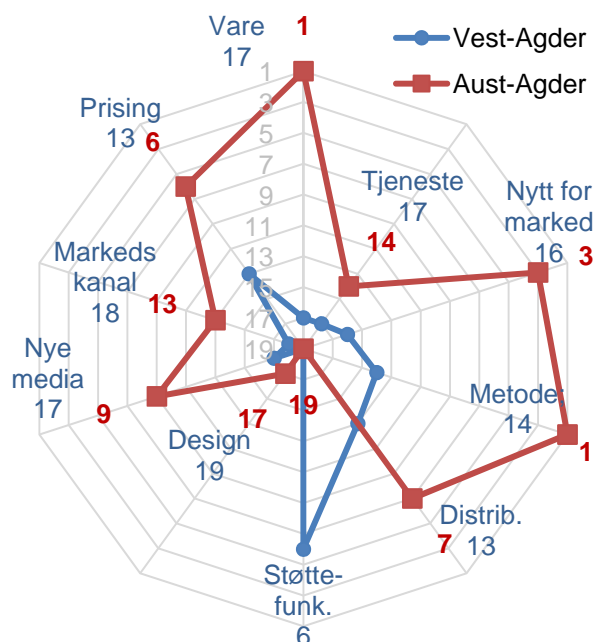 Vest-Agder
Aust-Agder
1
Vare
17
Prising
13
6
1
3
5
7
9
11
13
15
17
19
Tjeneste
17
14
Nytt for
marked
16
3
Markeds
kanal
18
13
Nye
media
17
9
Metoder
14
1
Design
19
17
19
Distrib.
13
7
Støtte-
funk.
6